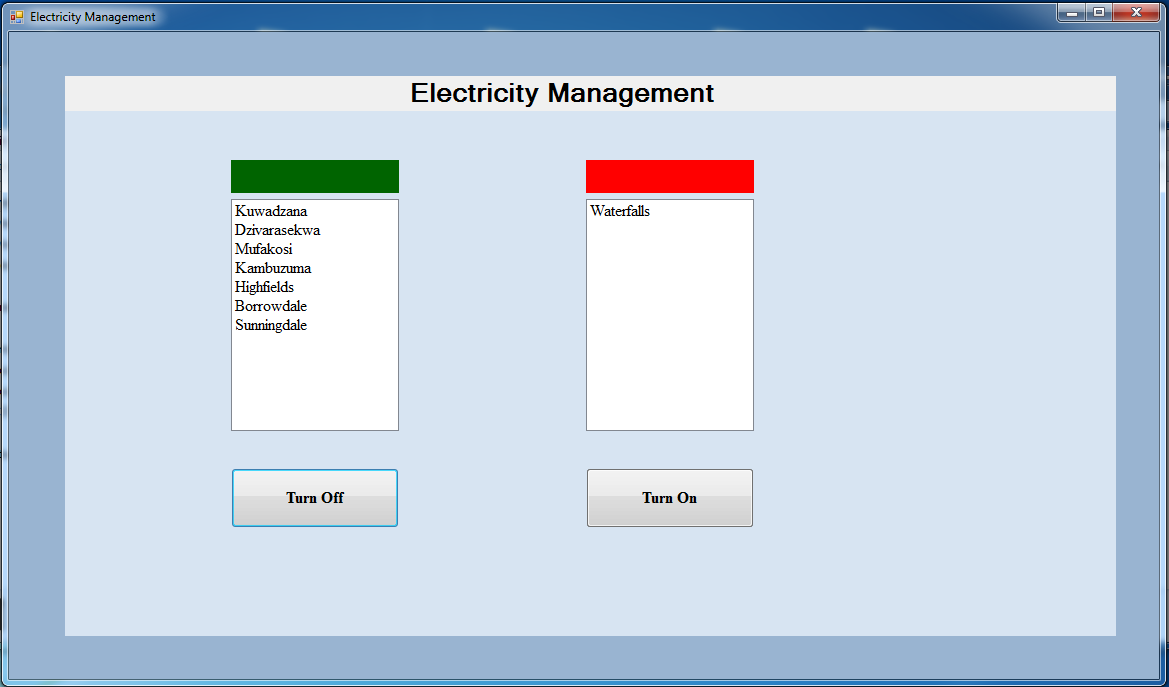 Electricity Management
Electricity Management
Kuwadzana
Dzivarasekwa
Mufakosi
Kambuzuma
Highfields
Borrowdale
Sunningdale
Waterfalls
Turn Off
Turn On